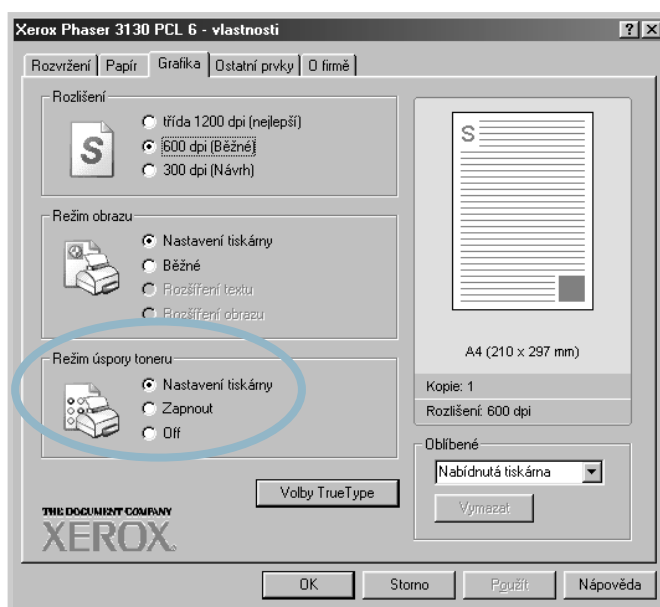 Xerox Phaser 3130 PCL 6 - vlastnosti
Rozvržení Papír Grafika Ostatní prvky O firmě
Rozlišení
třída 1200 dpi (nejlepší)
600 dpi (Běžné)
300 dpi (Návrh)
S
Režim obrazu
Nastavení tiskárny
Běžné
Rozšíření textu
Rozšíření obrazu
Režim úspory toneru
Nastavení tiskárny
Zapnout
Off
Volby TrueType
THE DOCUMENT COMPANY
XEROX
S
A4 (210 x 297 mm)
Kopie: 1
Rozlišení: 600 dpi
Oblíbené
Nabídnutá tiskárna
Vymazat
OK Storno Použít Nápověda